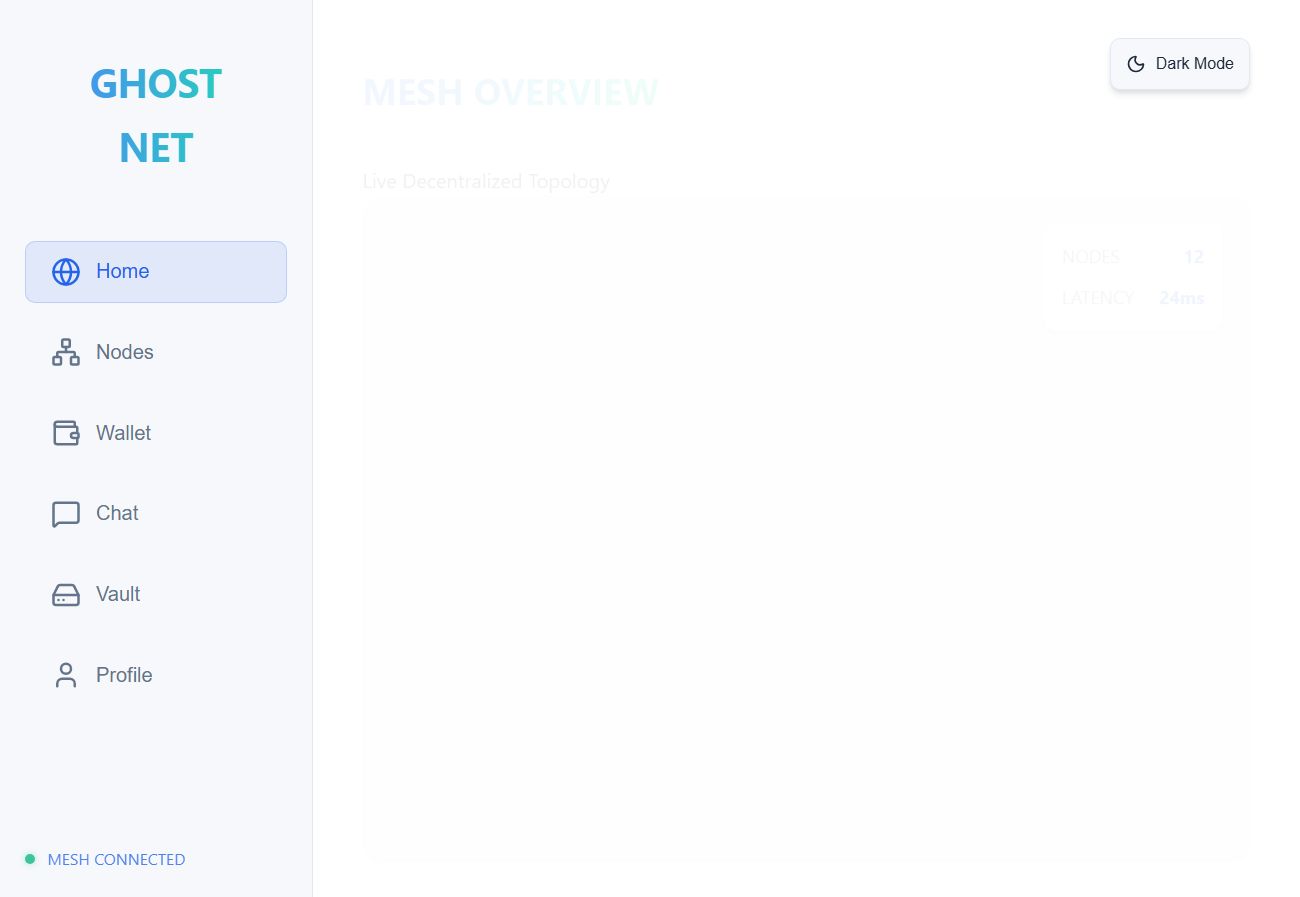 GHOST
NET
Home
Nodes
Wallet
Chat
Vault
Profile
MESH CONNECTED
Dark Mode
MESH OVERVIEW
Live Decentralized Topology
NODES 12
LATENCY 24ms